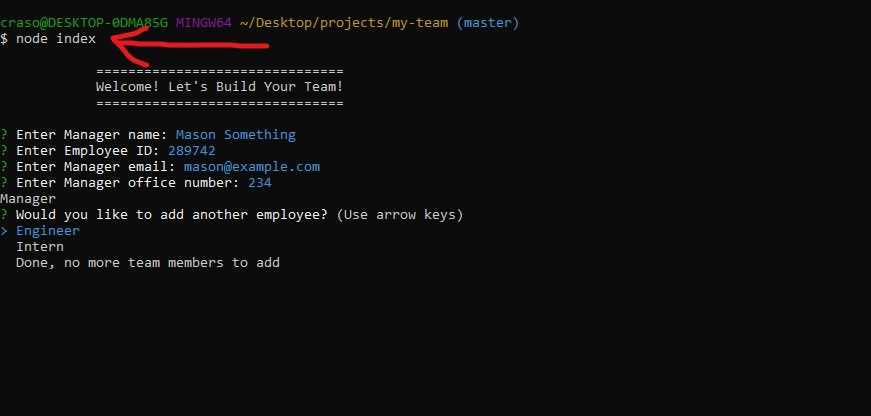 craso@DESKTOP-0DMA85G MINGW64 ~/Desktop/projects/my-team (master)
$ node index
===============================
Welcome! Let's Build Your Team!
===============================
? Enter Manager name: Mason Something
? Enter Employee ID: 289742
? Enter Manager email: mason@example.com
? Enter Manager office number: 234
Manager
? Would you like to add another employee? (Use arrow keys)
> Engineer
Intern
Done, no more team members to add